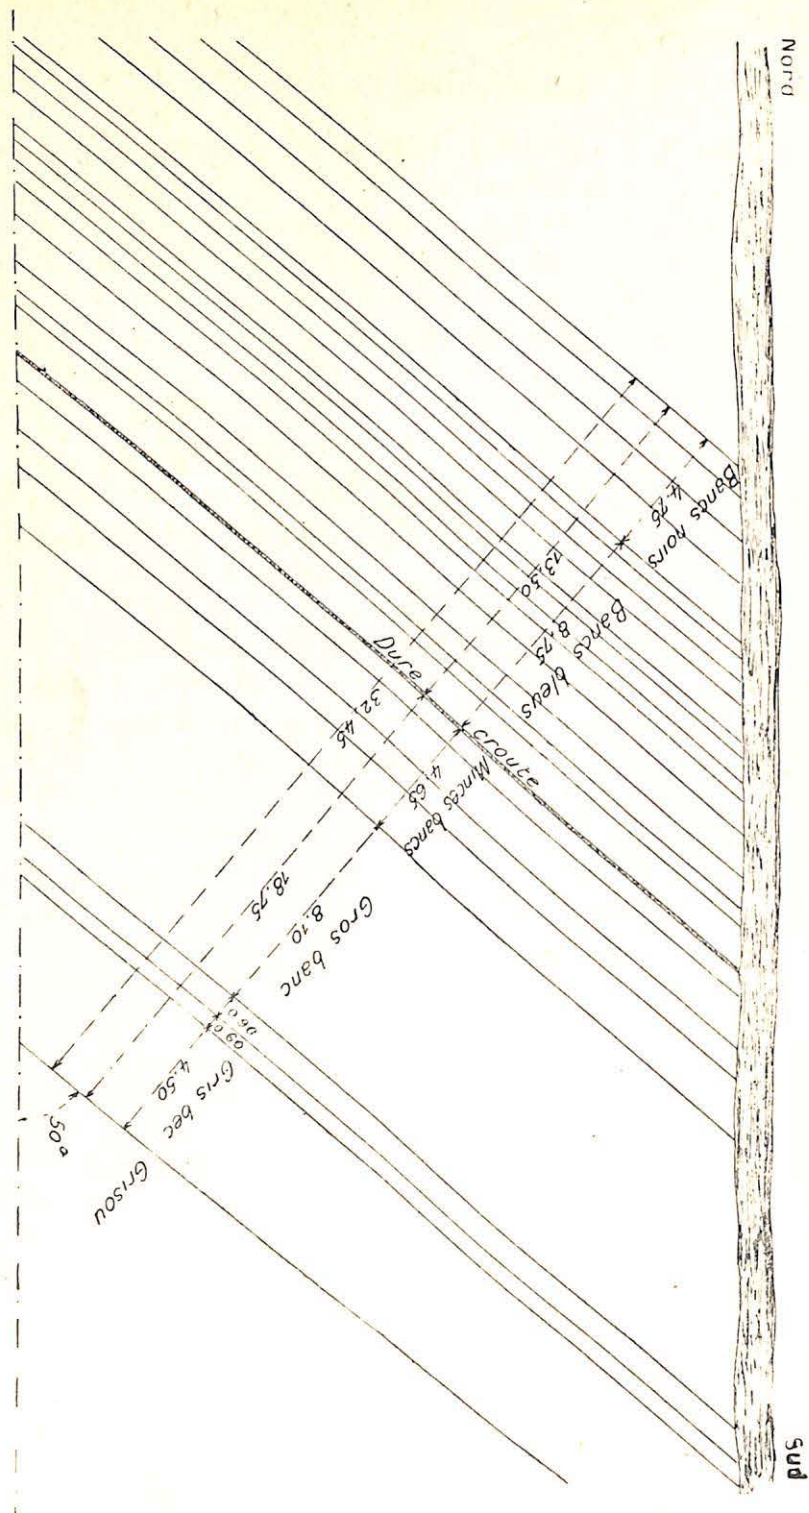 Nord
Sud
Bancs noirs
4.75
13.50
Bancs bleus
8.75
Dure croute
32.45
Minces bancs
4.65
18.75
Gros banc
8.10
0.90
0.60
Gris bec
4.50
50°
Grisou